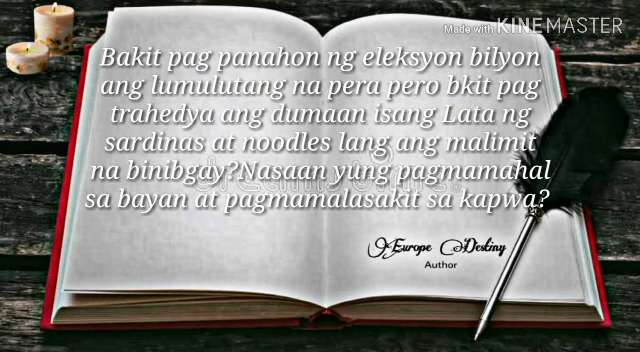 Made with KINEMASTER
Bakit pag panahon ng eleksyon bilyon
ang lumulutang na pera pero bkit pag
trahedya ang dumaan isang Lata ng
sardinas at noodles lang ang malimit
na binibgay?Nasaan yung pagmamahal
sa bayan at pagmamalasakit sa kapwa?
Europe Destiny
Author